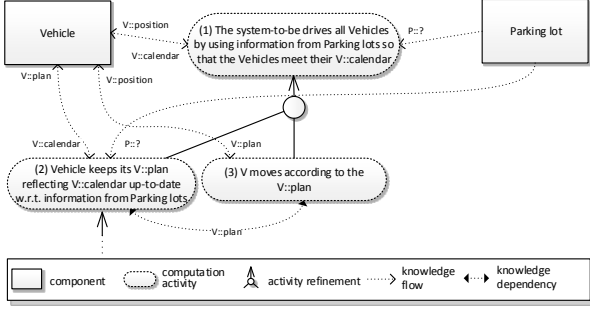 Vehicle
V::position
V::calendar
(1) The system-to-be drives all Vehicles
by using information from Parking lots so
that the Vehicles meet their V::calendar
P::?
Parking lot
V::plan
V::position
V::calendar
P::?
V::plan
(2) Vehicle keeps its V::plan
reflecting V::calendar up-to-date
w.r.t. information from Parking lots
(3) V moves according to the
V::plan
V::plan
component
computation
activity
activity refinement
knowledge
flow
knowledge
dependency